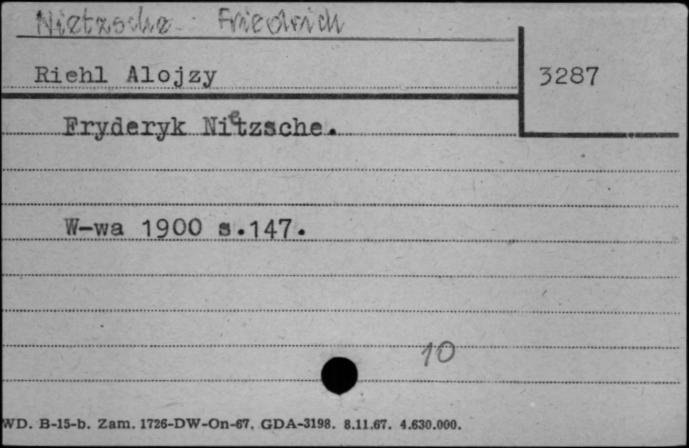 Nietzsche Friedrich
Riehl Alojzy
3287
Fryderyk Nietzsche.
W-wa 1900 s.147.
10
WD. B-15-b. Zam. 1726-DW-On-67. GDA-3198. 8.11.67. 4.630.000.